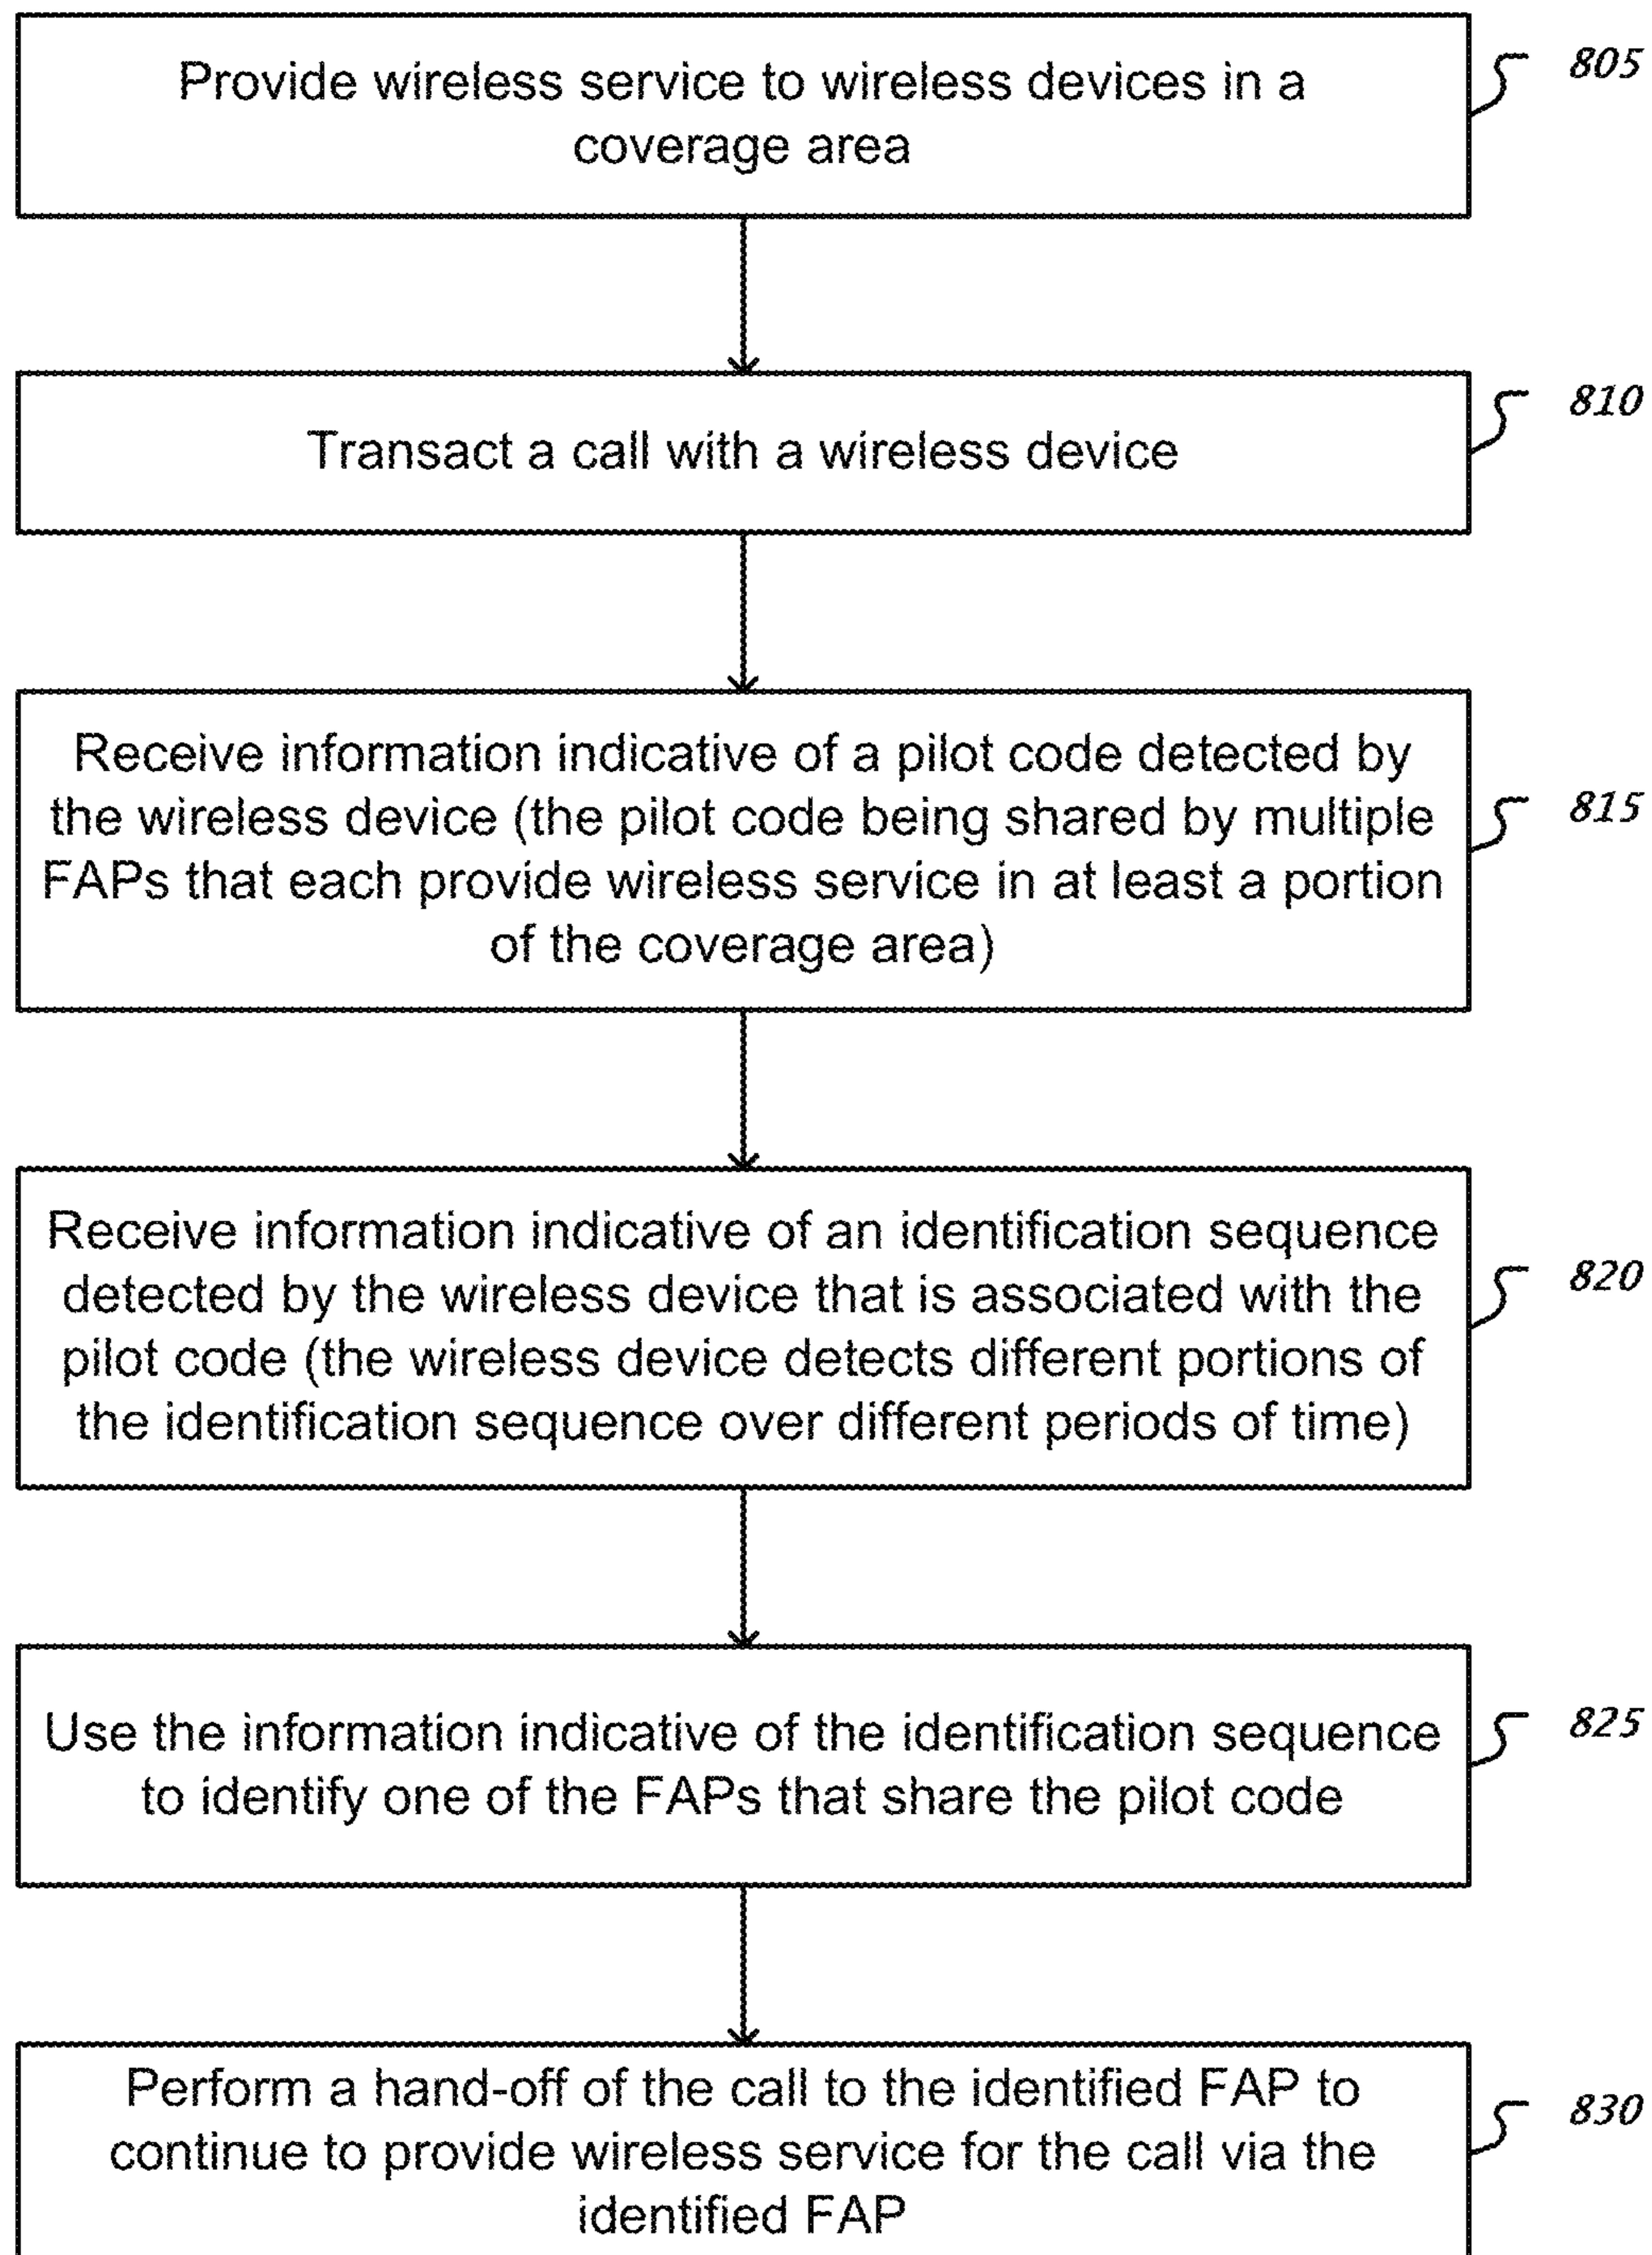 Provide wireless service to wireless devices in a
coverage area
805
Transact a call with a wireless device
810
Receive information indicative of a pilot code detected by
the wireless device (the pilot code being shared by multiple
FAPs that each provide wireless service in at least a portion
of the coverage area)
815
Receive information indicative of an identification sequence
detected by the wireless device that is associated with the
pilot code (the wireless device detects different portions of
the identification sequence over different periods of time)
820
Use the information indicative of the identification sequence
to identify one of the FAPs that share the pilot code
825
Perform a hand-off of the call to the identified FAP to
continue to provide wireless service for the call via the
identified FAP
830